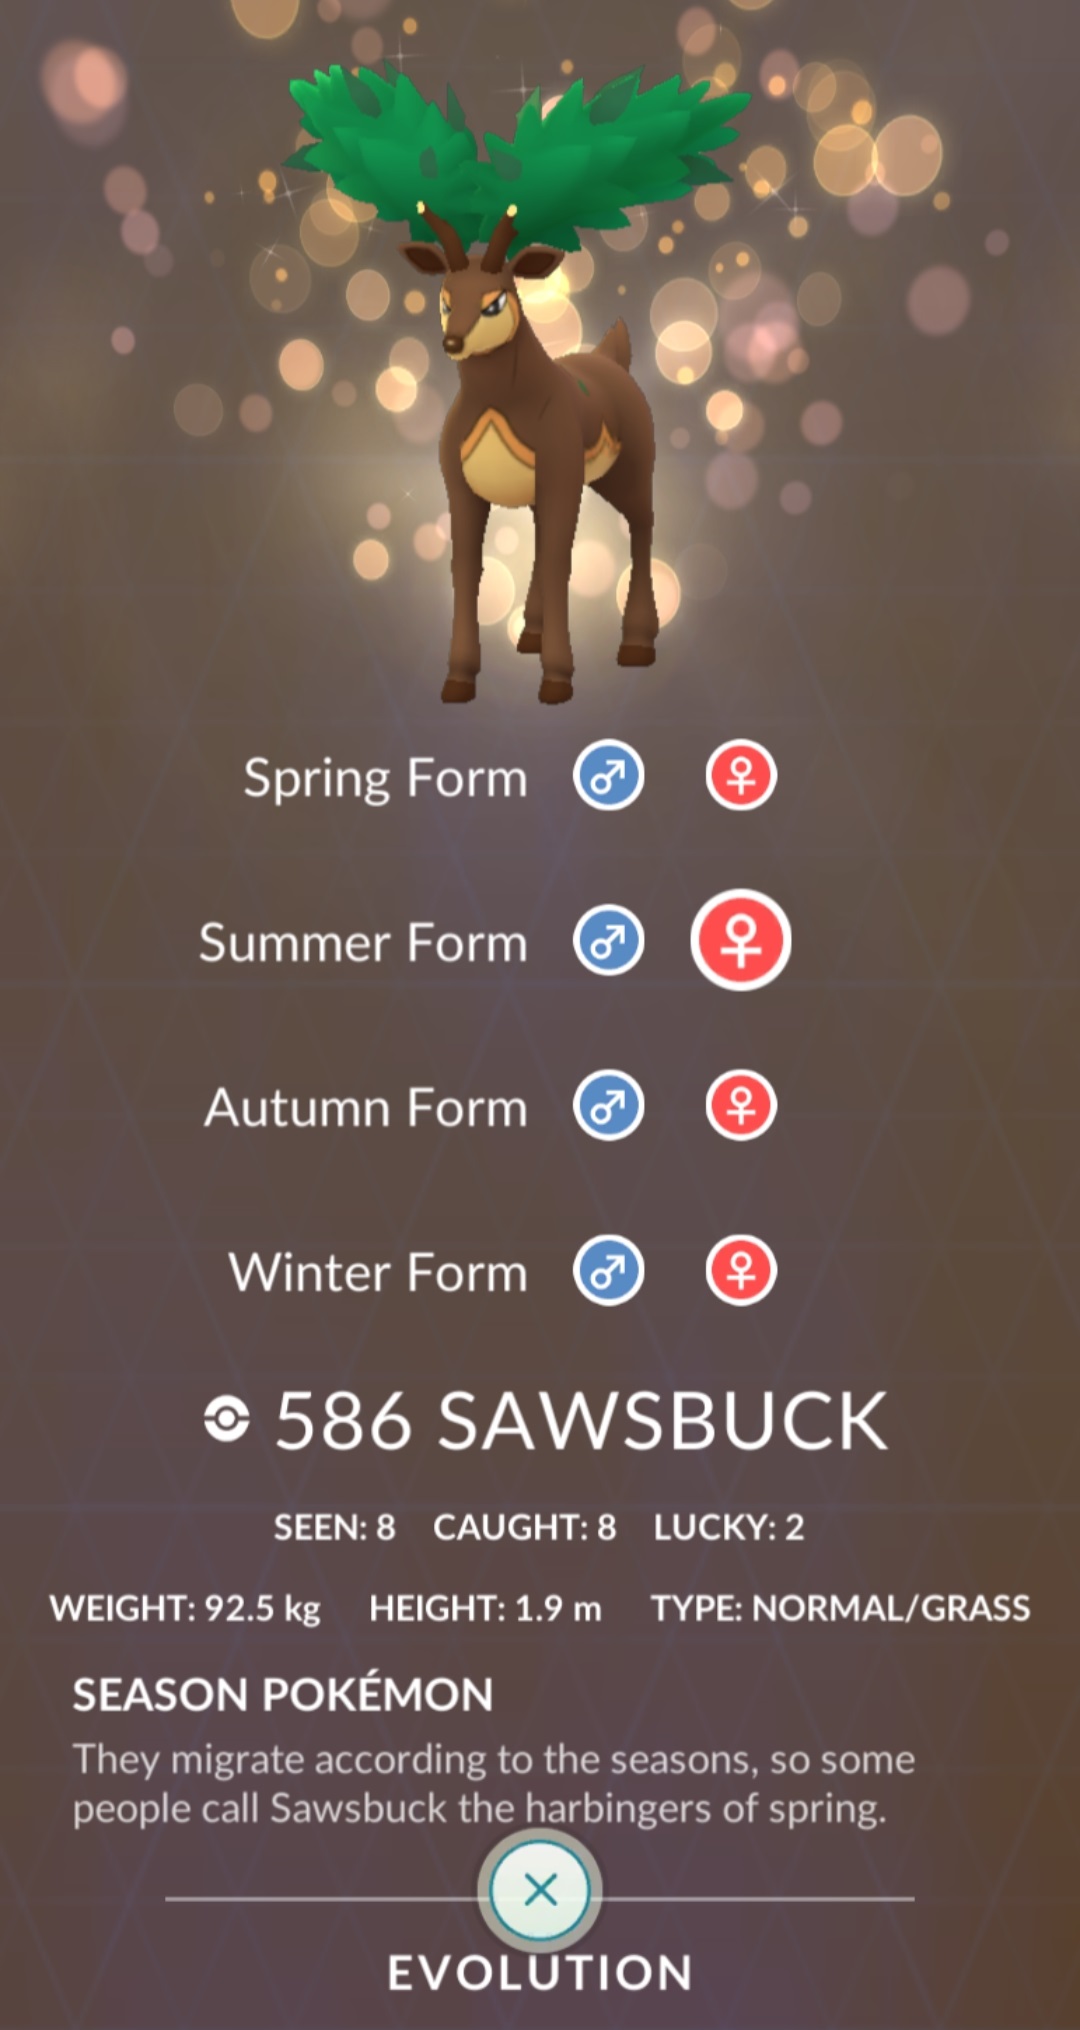 Spring Form ♂ ♀
Summer Form ♂ ♀
Autumn Form ♂ ♀
Winter Form ♂ ♀
586 SAWSBUCK
SEEN: 8 CAUGHT: 8 LUCKY: 2
WEIGHT: 92.5 kg HEIGHT: 1.9 m TYPE: NORMAL/GRASS
SEASON POKÉMON
They migrate according to the seasons, so some
people call Sawsbuck the harbingers of spring.
EVOLUTION